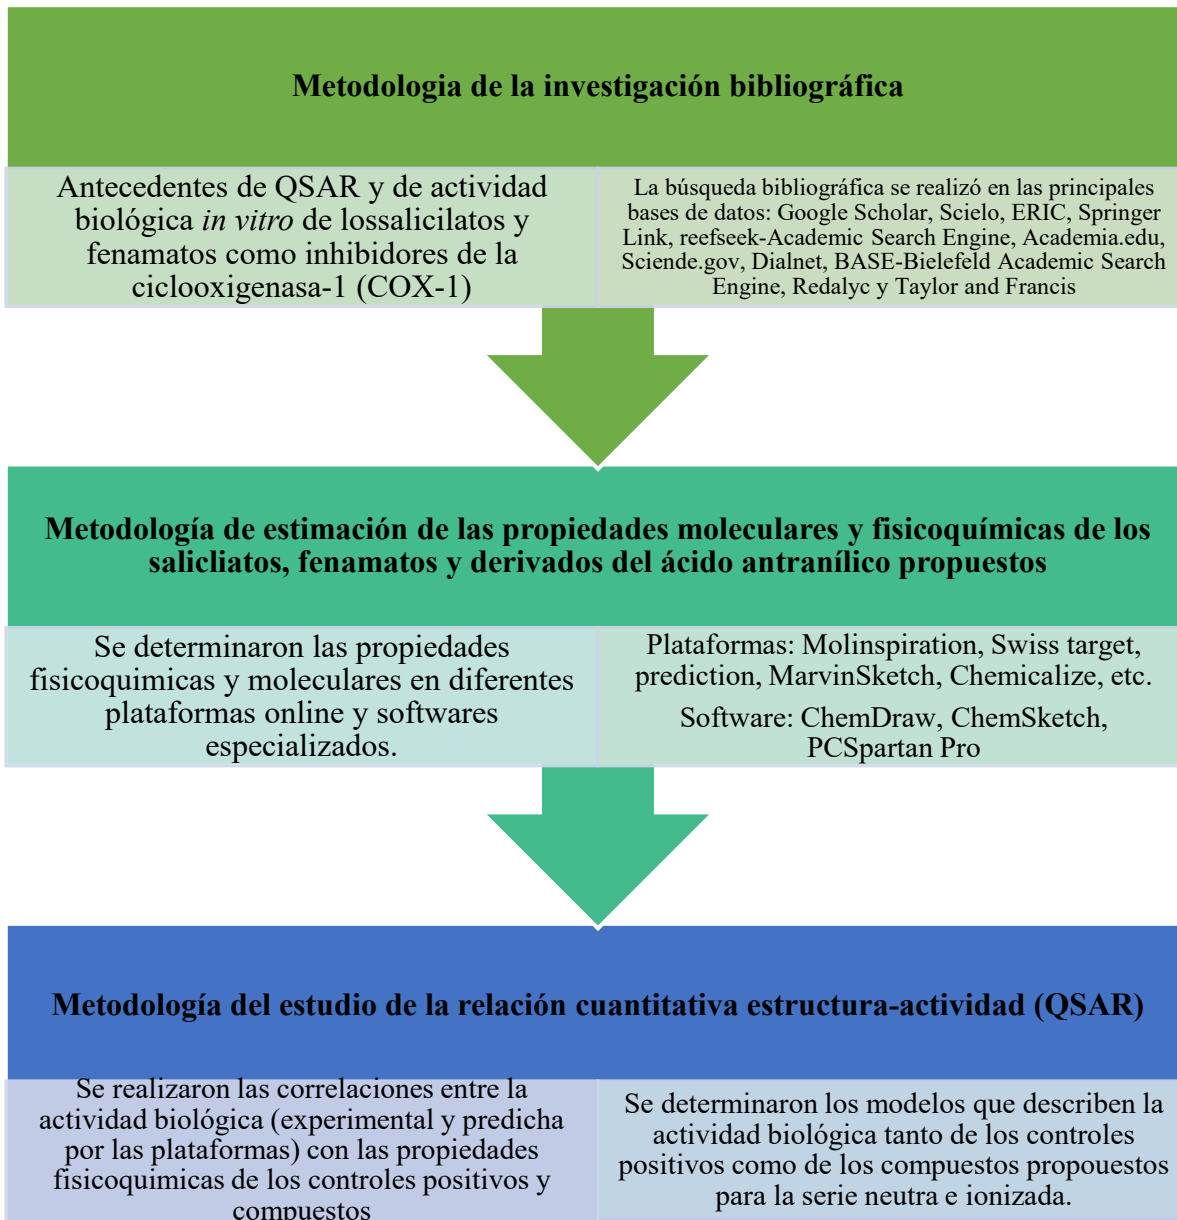 Metodologia de la investigación bibliográfica
Antecedentes de QSAR y de actividad
biológica in vitro de lossalicilatos y
fenamatos como inhibidores de la
ciclooxigenasa-1 (COX-1)
La búsqueda bibliográfica se realizó en las principales
bases de datos: Google Scholar, Scielo, ERIC, Springer
Link, reefseek-Academic Search Engine, Academia.edu,
Sciende.gov, Dialnet, BASE-Bielefeld Academic Search
Engine, Redalyc y Taylor and Francis
Metodología de estimación de las propiedades moleculares y fisicoquímicas de los
salicliatos, fenamatos y derivados del ácido antranílico propuestos
Se determinaron las propiedades
fisicoquimicas y moleculares en diferentes
plataformas online y softwares
especializados.
Plataformas: Molinspiration, Swiss target,
prediction, MarvinSketch, Chemicalize, etc.
Software: ChemDraw, ChemSketch,
PCSpartan Pro
Metodología del estudio de la relación cuantitativa estructura-actividad (QSAR)
Se realizaron las correlaciones entre la
actividad biológica (experimental y predicha
por las plataformas) con las propiedades
fisicoquimicas de los controles positivos y
compuestos
Se determinaron los modelos que describen la
actividad biológica tanto de los controles
positivos como de los compuestos propouestos
para la serie neutra e ionizada.